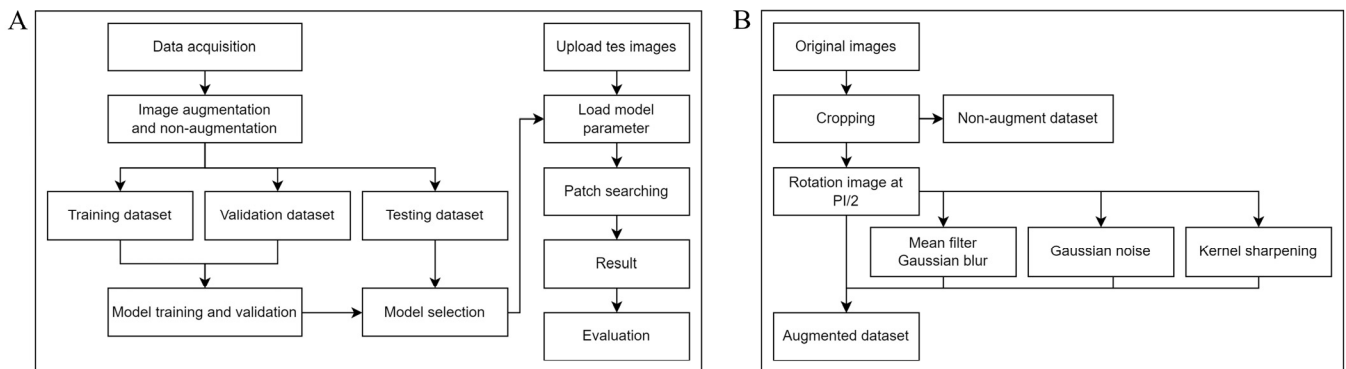 A
Data acquisition
Image augmentation
and non-augmentation
Training dataset
Validation dataset
Testing dataset
Model training and validation
Model selection
Upload tes images
Load model
parameter
Patch searching
Result
Evaluation
B
Original images
Cropping
Non-augment dataset
Rotation image at
PI/2
Mean filter
Gaussian blur
Gaussian noise
Kernel sharpening
Augmented dataset